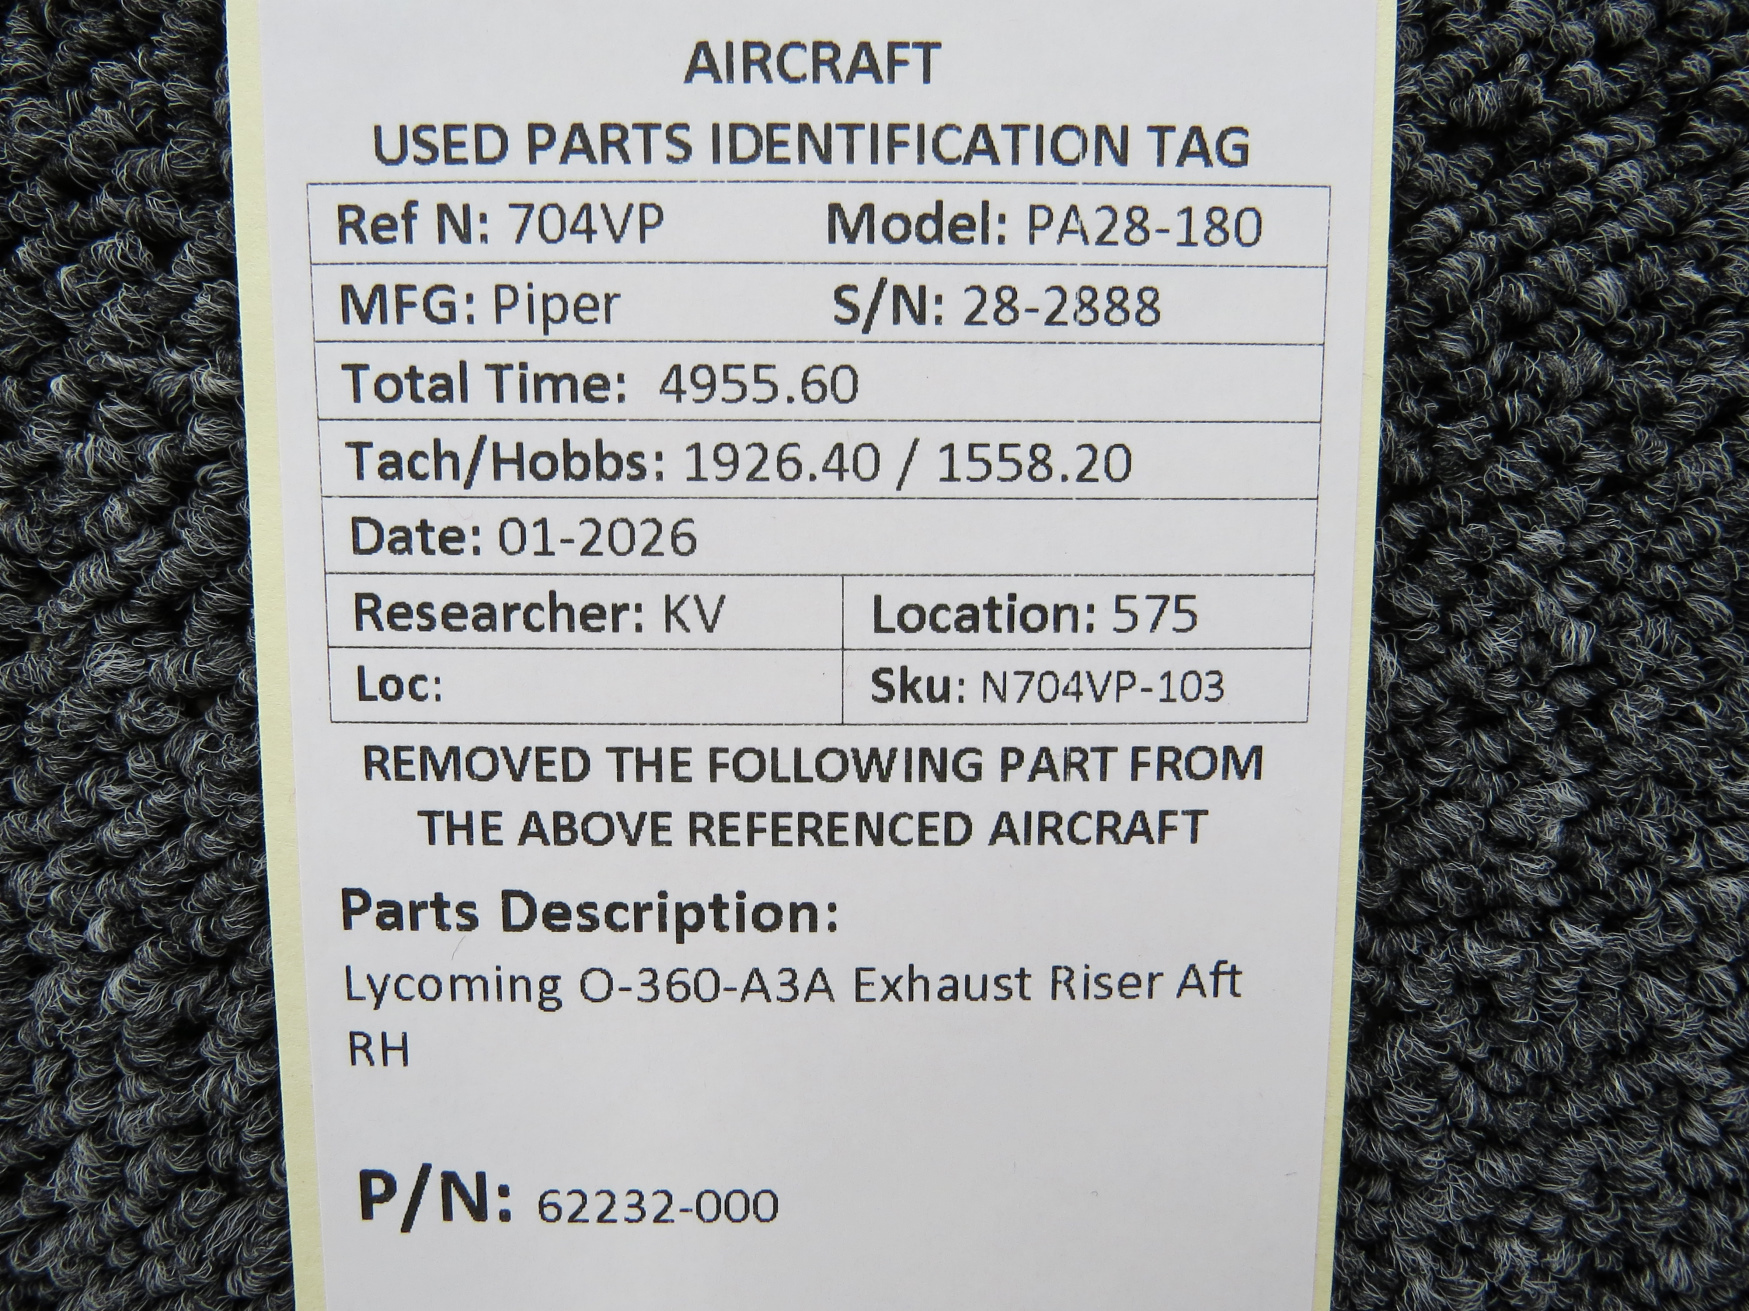 AIRCRAFT
USED PARTS IDENTIFICATION TAG
Ref N: 704VP Model: PA28-180
MFG: Piper S/N: 28-2888
Total Time: 4955.60
Tach/Hobbs: 1926.40 / 1558.20
Date: 01-2026
Researcher: KV Location: 575
Loc: Sku: N704VP-103
REMOVED THE FOLLOWING PART FROM
THE ABOVE REFERENCED AIRCRAFT
Parts Description:
Lycoming O-360-A3A Exhaust Riser Aft
RH
P/N: 62232-000